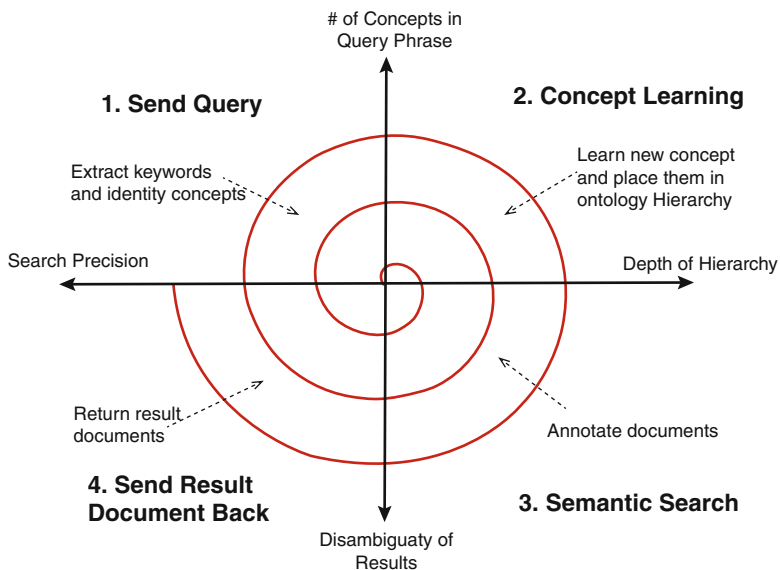 # of Concepts in
Query Phrase
1. Send Query
2. Concept Learning
Extract keywords
and identity concepts
Learn new concept
and place them in
ontology Hierarchy
Search Precision
Depth of Hierarchy
Return result
documents
Annotate documents
4. Send Result
Document Back
3. Semantic Search
Disambiguaty of
Results